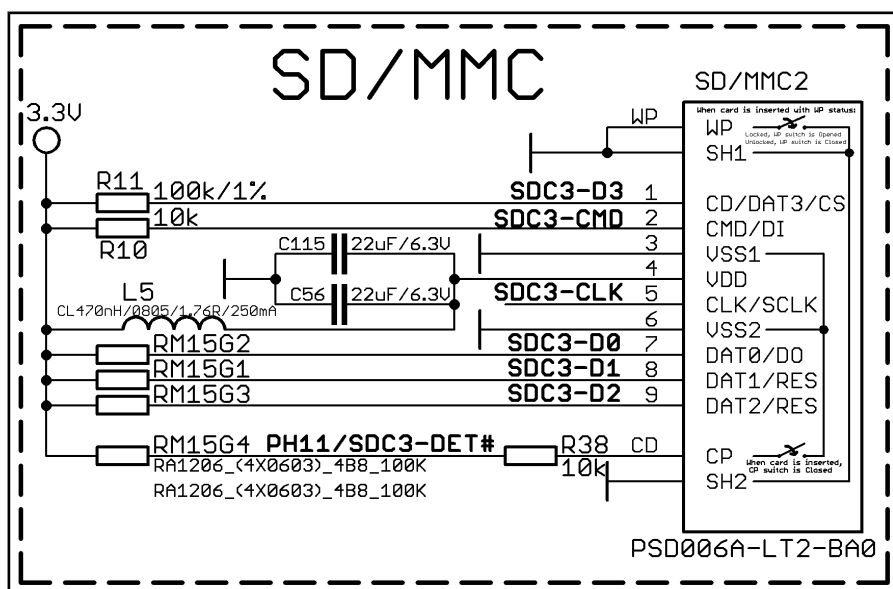 SD/MMC
SD/MMC2
3.3V
When card is inserted with WP status:
WP
WP
Locked, WP switch is Opened
Unlocked, WP switch is Closed
SH1
R11 100k/1%
SDC3-D3 1
CD/DAT3/CS
10k
SDC3-CMD 2
CMD/DI
R10
C115 22uF/6.3V
3
VSS1
4
VDD
L5
C56 22uF/6.3V
SDC3-CLK 5
CLK/SCLK
CL470nH/0805/1,76R/250mA
6
VSS2
RM15G2
SDC3-D0 7
DAT0/DO
RM15G1
SDC3-D1 8
DAT1/RES
RM15G3
SDC3-D2 9
DAT2/RES
RM15G4 PH11/SDC3-DET#
R38
CD
CP
When card is inserted,
CP switch is Closed
RA1206_(4X0603)_4B8_100K
10k
SH2
RA1206_(4X0603)_4B8_100K
PSD006A-LT2-BA0